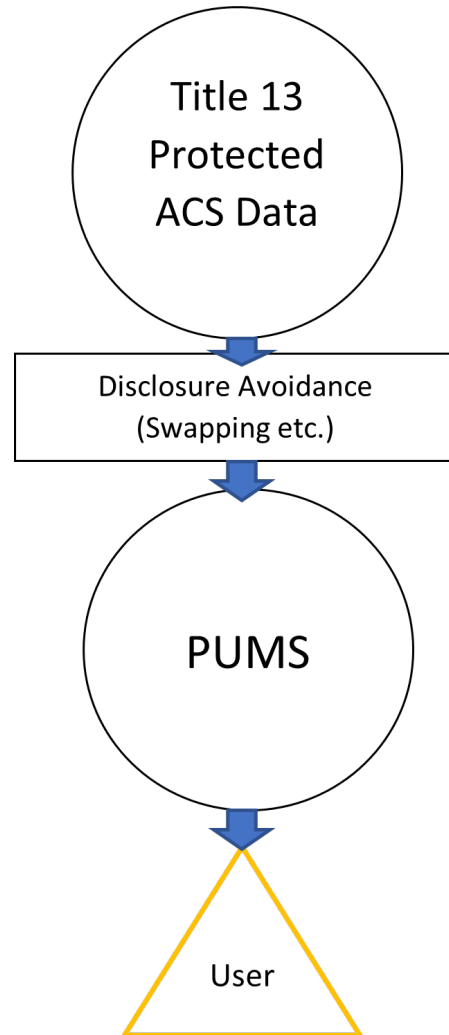 Title 13
Protected
ACS Data
Disclosure Avoidance
(Swapping etc.)
PUMS
User